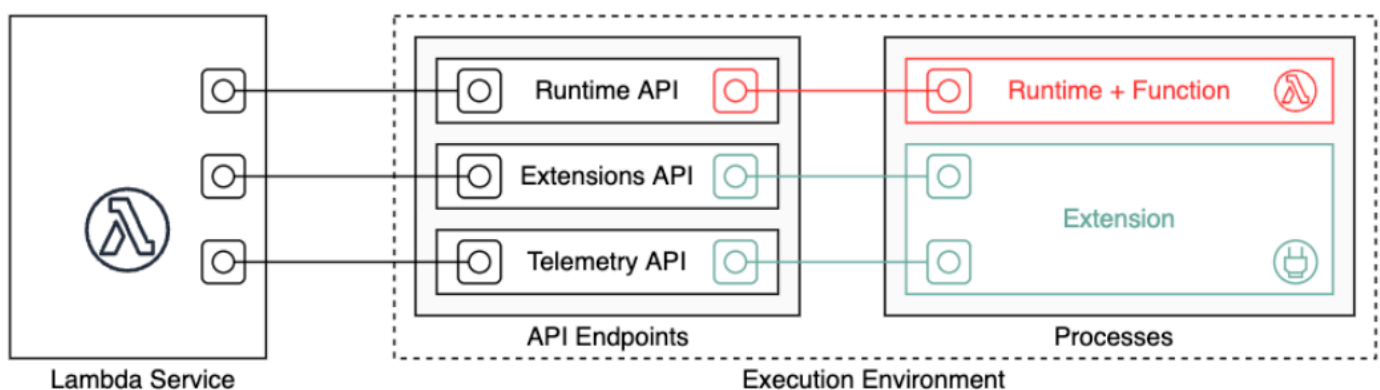 Runtime API
Runtime + Function
Extensions API
Extension
Telemetry API
API Endpoints
Processes
Lambda Service
Execution Environment